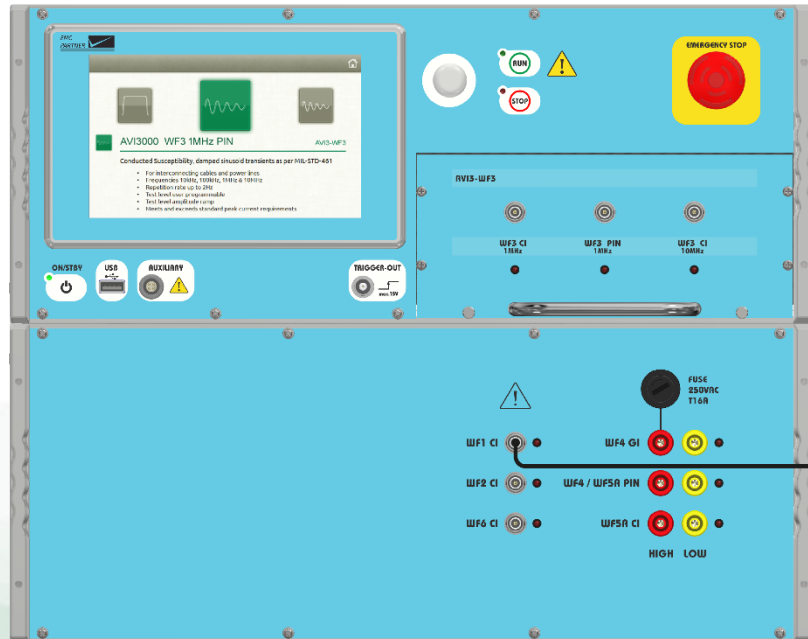 EMC
PARTNER
AVI3000 WF3 1MHz PIN
AVI3-WF3
Conducted Susceptibility, damped sinusoid transients as per MIL-STD-461
• For interconnecting cables and power lines
• Frequencies 10kHz, 100kHz, 1MHz & 10MHz
• Repetition rate up to 2Hz
• Test level user programmable
• Test level amplitude ramp
• Meets and exceeds standard peak current requirements
RUN
STOP
EMERGENCY STOP
AVI3-WF3
WF3 CI
1MHz
WF3 PIN
1MHz
WF3 CI
10MHz
ON/STBY
USB
AUXILIARY
TRIGGER-OUT
max. 10V
FUSE
250VAC
T16A
WF1 CI
WF4 GI
WF2 CI
WF4 / WF5A PIN
WF6 CI
WF5A CI
HIGH LOW